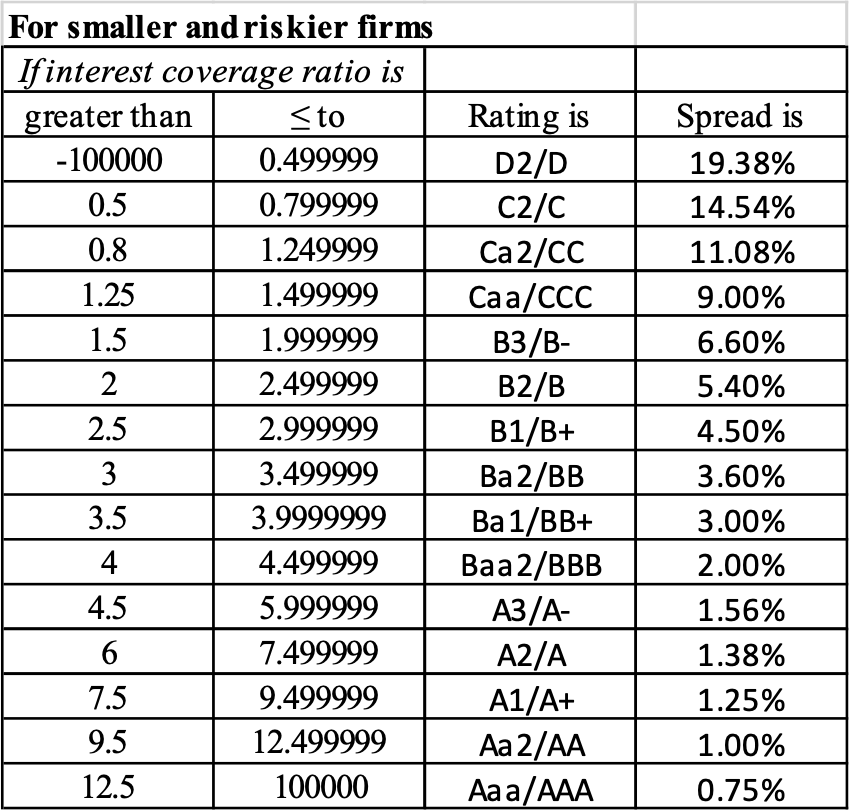 For smaller and riskier firms
If interest coverage ratio is
greater than ≤ to Rating is Spread is
-100000 0.499999 D2/D 19.38%
0.5 0.799999 C2/C 14.54%
0.8 1.249999 Ca2/CC 11.08%
1.25 1.499999 Caa/CCC 9.00%
1.5 1.999999 B3/B- 6.60%
2 2.499999 B2/B 5.40%
2.5 2.999999 B1/B+ 4.50%
3 3.499999 Ba2/BB 3.60%
3.5 3.9999999 Ba1/BB+ 3.00%
4 4.499999 Baa2/BBB 2.00%
4.5 5.999999 A3/A- 1.56%
6 7.499999 A2/A 1.38%
7.5 9.499999 A1/A+ 1.25%
9.5 12.499999 Aa2/AA 1.00%
12.5 100000 Aaa/AAA 0.75%